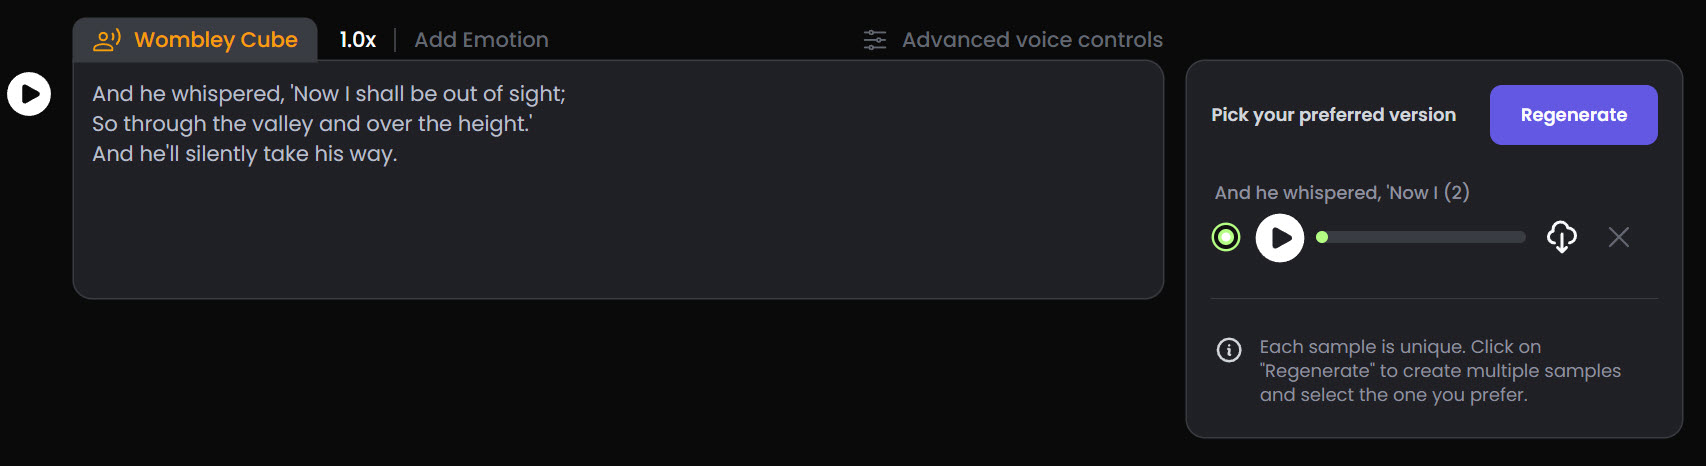 Wombley Cube 1.0x Add Emotion Advanced voice controls
And he whispered, 'Now I shall be out of sight;
So through the valley and over the height.'
And he'll silently take his way.
Pick your preferred version Regenerate
And he whispered, 'Now I (2)
Each sample is unique. Click on
"Regenerate" to create multiple samples
and select the one you prefer.